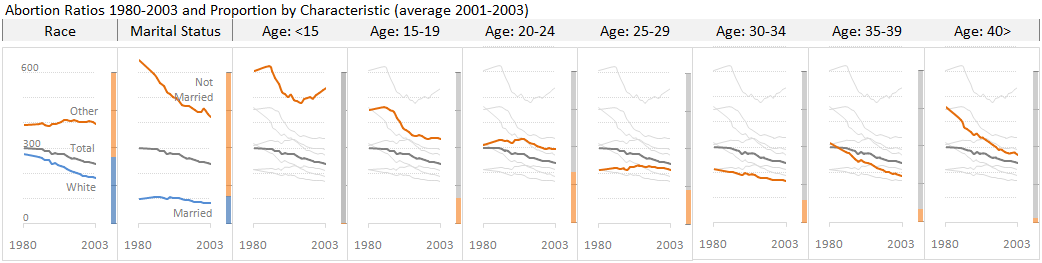 Abortion Ratios 1980-2003 and Proportion by Characteristic (average 2001-2003)
Race
Marital Status
Age: <15
Age: 15-19
Age: 20-24
Age: 25-29
Age: 30-34
Age: 35-39
Age: 40>
600
Other
300
Total
White
0
Not
Married
Married
1980 2003
1980 2003
1980 2003
1980 2003
1980 2003
1980 2003
1980 2003
1980 2003
1980 2003